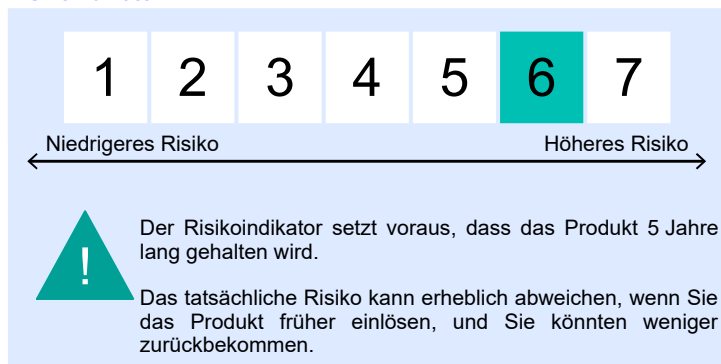 1 2 3 4 5 6 7
Niedrigeres Risiko Höheres Risiko
!
Der Risikoindikator setzt voraus, dass das Produkt 5 Jahre
lang gehalten wird.
Das tatsächliche Risiko kann erheblich abweichen, wenn Sie
das Produkt früher einlösen, und Sie könnten weniger
zurückbekommen.